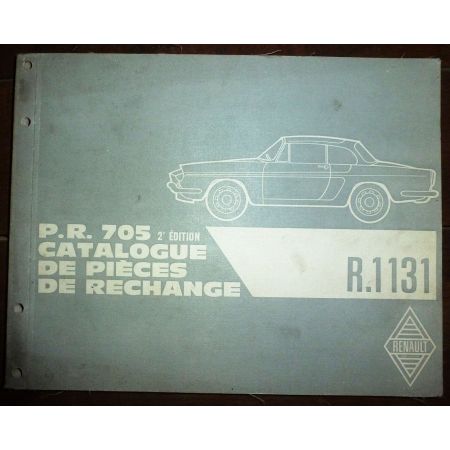 P.R. 705 2ᵉ ÉDITION
CATALOGUE
DE PIÈCES
DE RECHANGE
R.1131
RENAULT